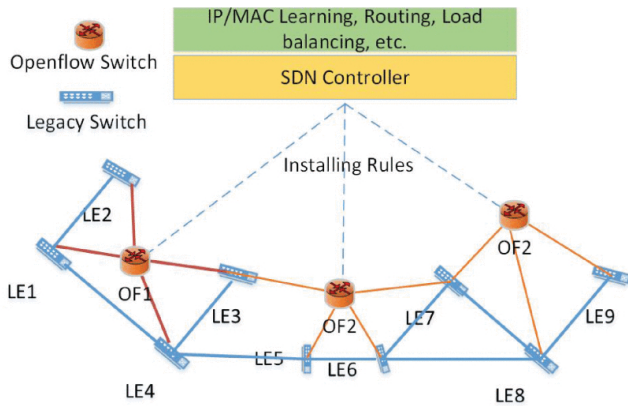 IP/MAC Learning, Routing, Load
balancing, etc.
Openflow Switch
SDN Controller
Legacy Switch
Installing Rules
LE2
OF2
LE1
OF1
LE3
OF2
LE7
LE9
LE4
LE5
LE6
LE8